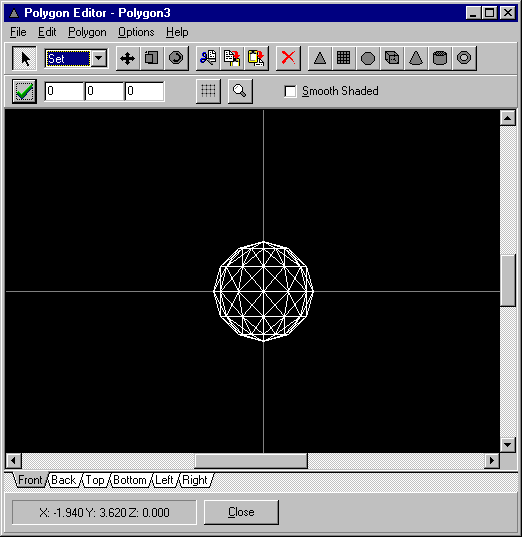 Polygon Editor - Polygon3
File Edit Polygon Options Help
Set
0 0 0 Smooth Shaded
Front Back Top Bottom Left Right
X: -1.940 Y: 3.620 Z: 0.000 Close